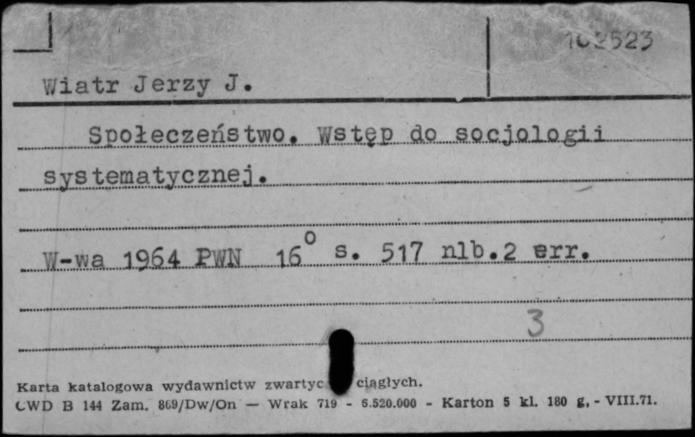 102523
Wiatr Jerzy J.
Społeczeństwo. Wstęp do socjologii
systematycznej.
W-wa 1964 PWN 16° s. 517 nlb.2 err.
3
Karta katalogowa wydawnictw zwartyc ciągłych.
CWD B 144 Zam. 869/Dw/On — Wrak 719 - 6.520.000 - Karton 5 kl. 180 g, - VIII.71.